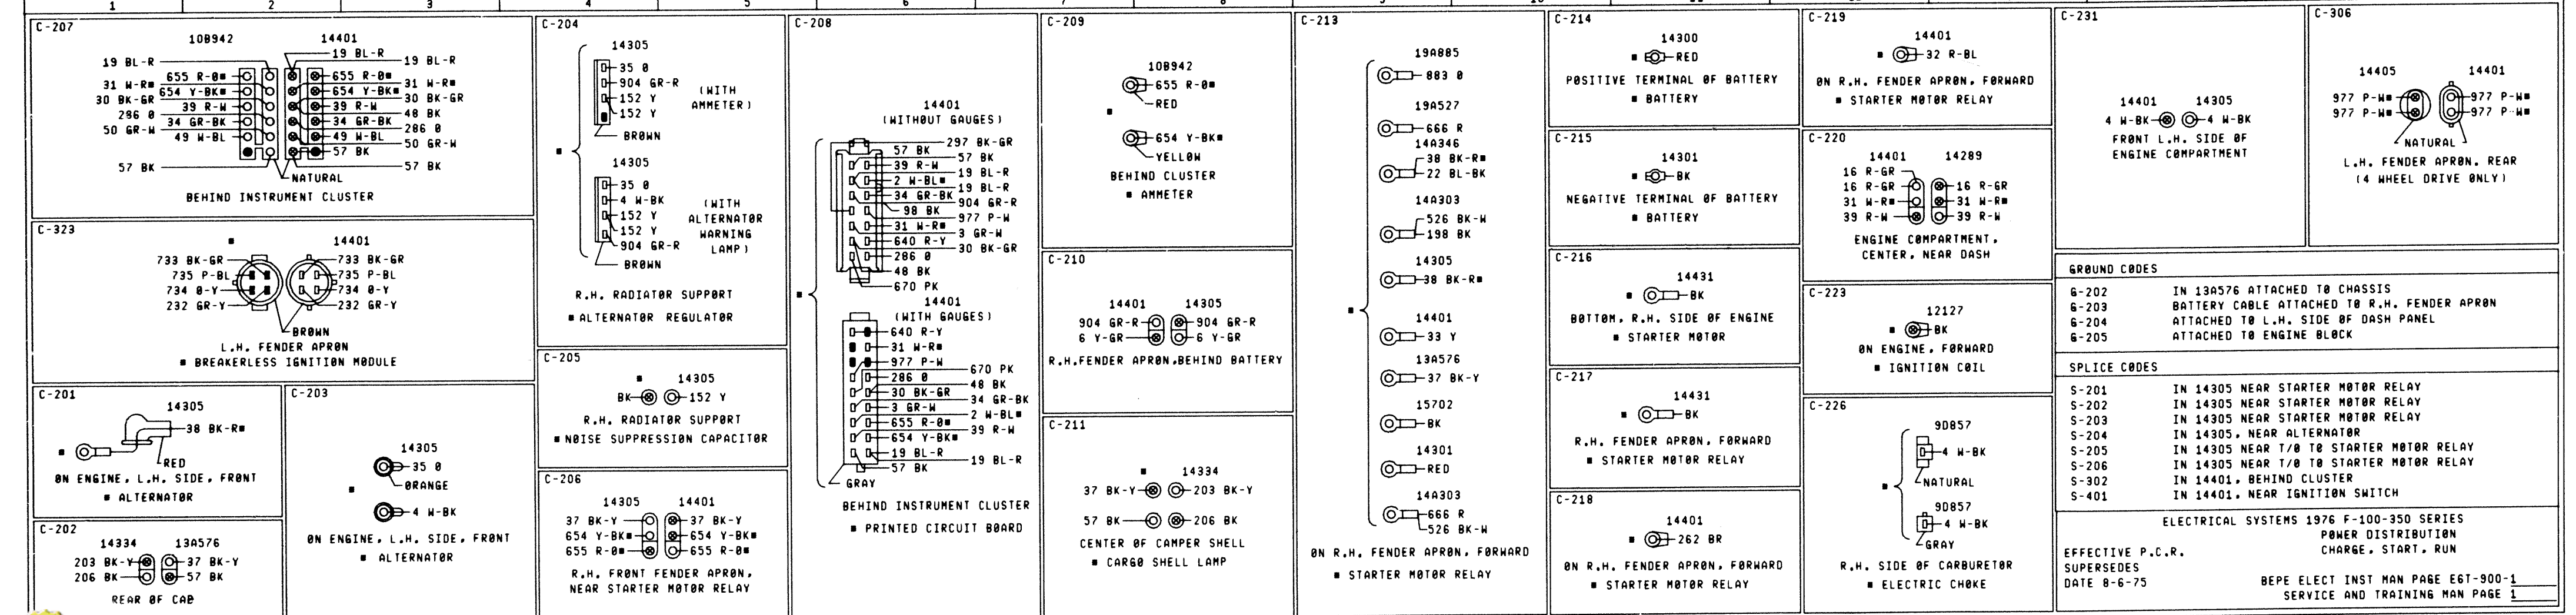 1 2 3 4 5 6 7 8 9 10 11
C-207
10B942 14401
19 BL-R 19 BL-R 19 BL-R
655 R-O■ 655 R-O■
31 W-R■ 31 W-R■
654 Y-BK■ 654 Y-BK■
30 BK-GR 30 BK-GR
39 R-W 39 R-W
286 O 48 BK
34 GR-BK 34 GR-BK
50 GR-W 286 O
49 W-BL 49 W-BL
50 GR-W
57 BK 57 BK 57 BK
NATURAL
BEHIND INSTRUMENT CLUSTER
C-323
■ 14401
733 BK-GR 733 BK-GR
735 P-BL 735 P-BL
734 O-Y 734 O-Y
232 GR-Y 232 GR-Y
BROWN
L.H. FENDER APRON
■ BREAKERLESS IGNITION MODULE
C-201
14305
38 BK-R■
■
RED
ON ENGINE, L.H. SIDE, FRONT
■ ALTERNATOR
C-202
14334 13A576
203 BK-Y 37 BK-Y
206 BK 57 BK
REAR OF CAB
C-203
14305
35 O
ORANGE
■
4 W-BK
ON ENGINE, L.H. SIDE, FRONT
■ ALTERNATOR
C-204
14305
35 O
904 GR-R
152 Y
152 Y
(WITH
AMMETER)
BROWN
■
14305
35 O
4 W-BK
152 Y
152 Y
904 GR-R
(WITH
ALTERNATOR
WARNING
LAMP)
BROWN
R.H. RADIATOR SUPPORT
■ ALTERNATOR REGULATOR
C-205
■ 14305
BK 152 Y
R.H. RADIATOR SUPPORT
■ NOISE SUPPRESSION CAPACITOR
C-206
14305 14401
37 BK-Y 37 BK-Y
654 Y-BK■ 654 Y-BK■
655 R-O■ 655 R-O■
R.H. FRONT FENDER APRON,
NEAR STARTER MOTOR RELAY
C-208
14401
(WITHOUT GAUGES)
297 BK-GR
57 BK
57 BK
39 R-W
19 BL-R
2 W-BL■
19 BL-R
34 GR-BK
904 GR-R
98 BK
977 P-W
31 W-R■
3 GR-W
640 R-Y
30 BK-GR
286 O
48 BK
670 PK
■
14401
(WITH GAUGES)
640 R-Y
31 W-R■
977 P-W
670 PK
286 O
48 BK
30 BK-GR
34 GR-BK
3 GR-W
2 W-BL■
655 R-O■
39 R-W
654 Y-BK■
19 BL-R
19 BL-R
57 BK
GRAY
BEHIND INSTRUMENT CLUSTER
■ PRINTED CIRCUIT BOARD
C-209
10B942
655 R-O■
RED
■
654 Y-BK■
YELLOW
BEHIND CLUSTER
■ AMMETER
C-210
14401 14305
904 GR-R 904 GR-R
6 Y-GR 6 Y-GR
R.H.FENDER APRON,BEHIND BATTERY
C-211
■ 14334
37 BK-Y 203 BK-Y
57 BK 206 BK
CENTER OF CAMPER SHELL
■ CARGO SHELL LAMP
C-213
19A885
883 O
19A527
666 R
14A346
38 BK-R■
22 BL-BK
14A303
526 BK-W
198 BK
14305
38 BK-R■
■
14401
33 Y
13A576
37 BK-Y
15702
BK
14301
RED
14A303
666 R
526 BK-W
ON R.H. FENDER APRON, FORWARD
■ STARTER MOTOR RELAY
C-214
14300
■ RED
POSITIVE TERMINAL OF BATTERY
■ BATTERY
C-215
14301
■ BK
NEGATIVE TERMINAL OF BATTERY
■ BATTERY
C-216
14431
■ BK
BOTTOM, R.H. SIDE OF ENGINE
■ STARTER MOTOR
C-217
14431
■ BK
R.H. FENDER APRON, FORWARD
■ STARTER MOTOR RELAY
C-218
14401
■ 262 BR
ON R.H. FENDER APRON, FORWARD
■ STARTER MOTOR RELAY
C-219
14401
■ 32 R-BL
ON R.H. FENDER APRON, FORWARD
■ STARTER MOTOR RELAY
C-220
14401 14289
16 R-GR
16 R-GR 16 R-GR
31 W-R■ 31 W-R■
39 R-W 39 R-W
ENGINE COMPARTMENT,
CENTER, NEAR DASH
C-223
12127
■ BK
ON ENGINE, FORWARD
■ IGNITION COIL
C-226
9D857
4 W-BK
NATURAL
■
9D857
4 W-BK
GRAY
R.H. SIDE OF CARBURETOR
■ ELECTRIC CHOKE
C-231
14401 14305
4 W-BK 4 W-BK
FRONT L.H. SIDE OF
ENGINE COMPARTMENT
C-306
14405 14401
977 P-W■ 977 P-W■
977 P-W■ 977 P-W■
NATURAL
L.H. FENDER APRON, REAR
(4 WHEEL DRIVE ONLY)
GROUND CODES
G-202 IN 13A576 ATTACHED TO CHASSIS
G-203 BATTERY CABLE ATTACHED TO R.H. FENDER APRON
G-204 ATTACHED TO L.H. SIDE OF DASH PANEL
G-205 ATTACHED TO ENGINE BLOCK
SPLICE CODES
S-201 IN 14305 NEAR STARTER MOTOR RELAY
S-202 IN 14305 NEAR STARTER MOTOR RELAY
S-203 IN 14305 NEAR STARTER MOTOR RELAY
S-204 IN 14305, NEAR ALTERNATOR
S-205 IN 14305 NEAR T/O TO STARTER MOTOR RELAY
S-206 IN 14305 NEAR T/O TO STARTER MOTOR RELAY
S-302 IN 14401, BEHIND CLUSTER
S-401 IN 14401, NEAR IGNITION SWITCH
ELECTRICAL SYSTEMS 1976 F-100-350 SERIES
POWER DISTRIBUTION
CHARGE, START, RUN
EFFECTIVE P.C.R.
SUPERSEDES
DATE 8-6-75
BEPE ELECT INST MAN PAGE E6T-900-1
SERVICE AND TRAINING MAN PAGE 1